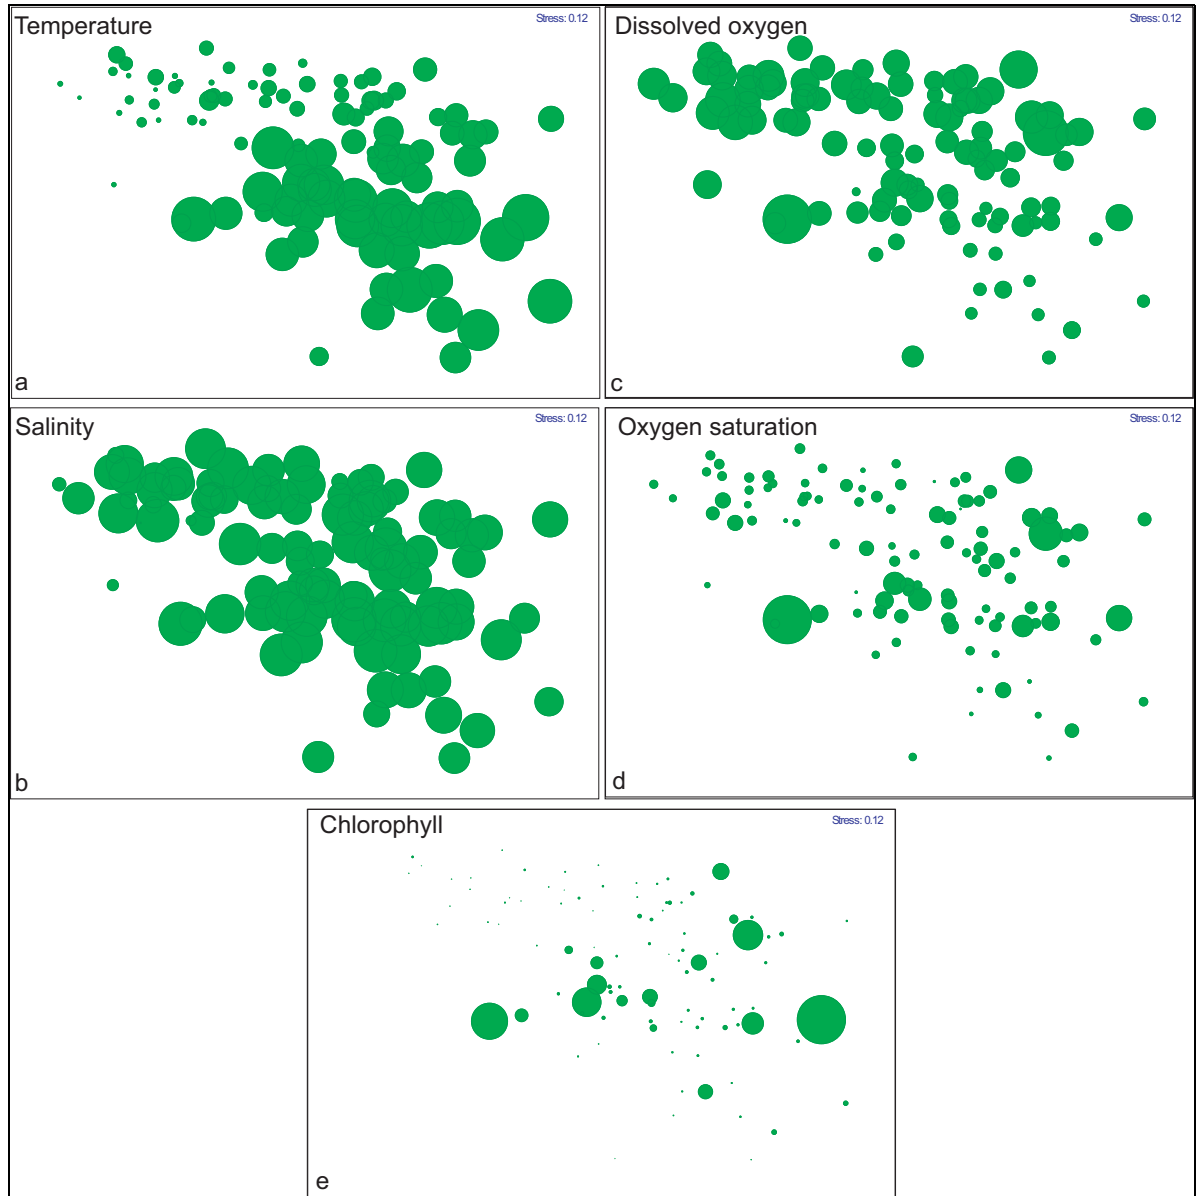 Temperature
Stress: 0.12
a
Dissolved oxygen
Stress: 0.12
c
Salinity
Stress: 0.12
b
Oxygen saturation
Stress: 0.12
d
Chlorophyll
Stress: 0.12
e